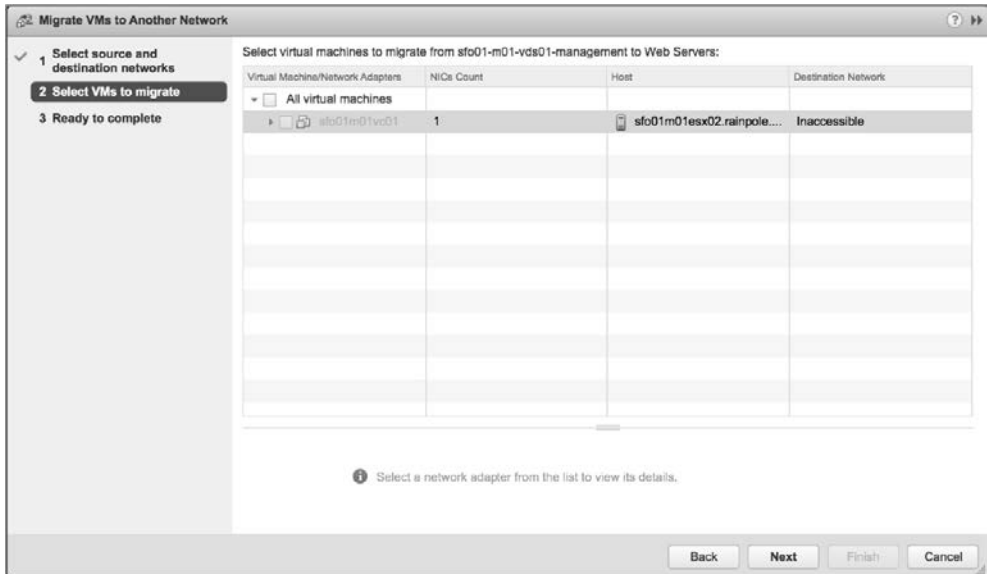 Migrate VMs to Another Network
?
1 Select source and
destination networks
2 Select VMs to migrate
3 Ready to complete
Select virtual machines to migrate from sfo01-m01-vds01-management to Web Servers:
Virtual Machine/Network Adapters NICs Count Host Destination Network
All virtual machines
sfo01m01vc01 1 sfo01m01esx02.rainpole.... Inaccessible
Select a network adapter from the list to view its details.
Back Next Finish Cancel